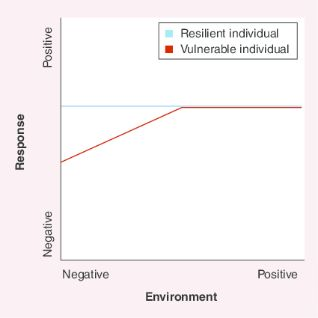 Resilient individual
Vulnerable individual
Positive
Response
Negative
Negative
Positive
Environment